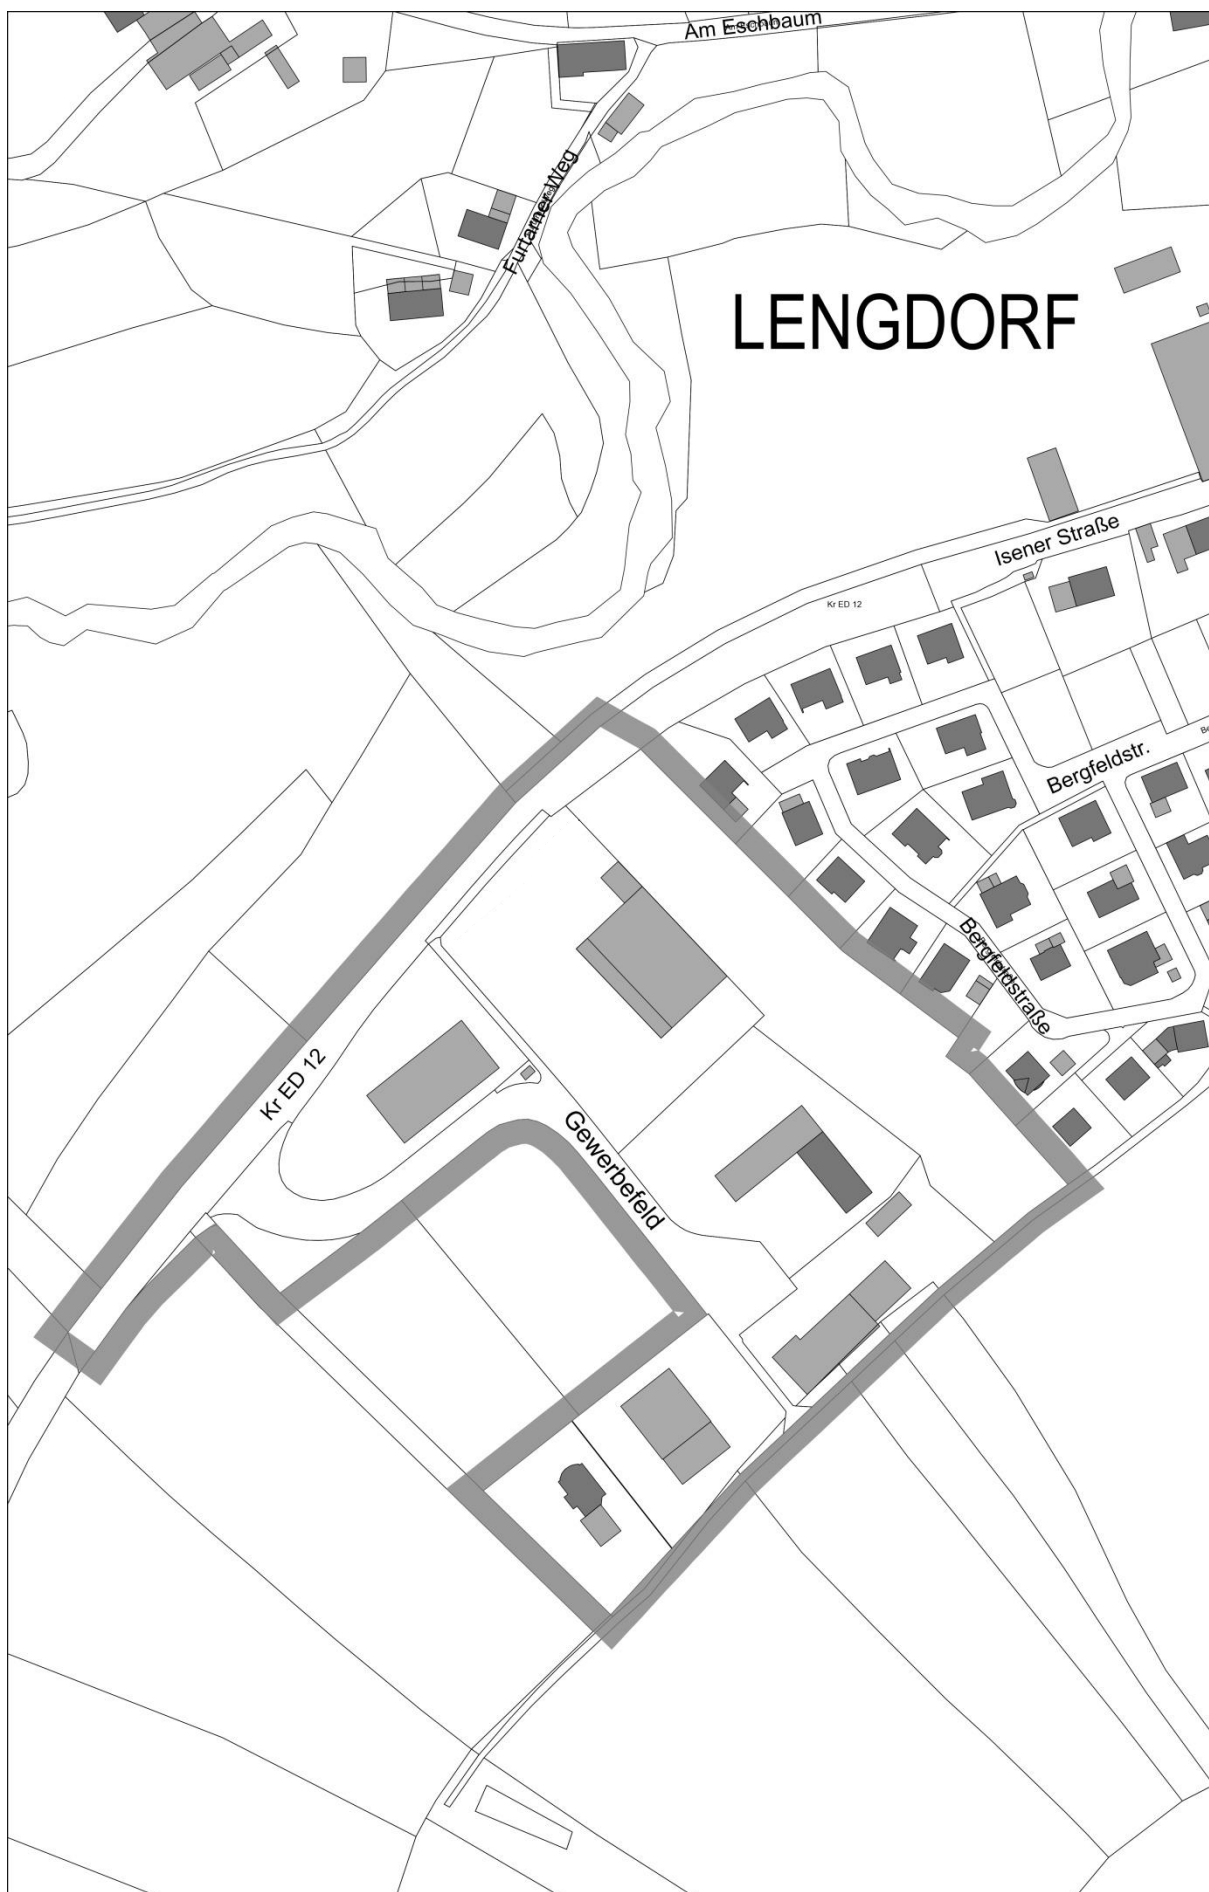 Am Eschbaum
Furtarner Weg
LENGDORF
Isener Straße
Kr ED 12
Bergfeldstr.
Bergfeldstraße
Kr ED 12
Gewerbefeld